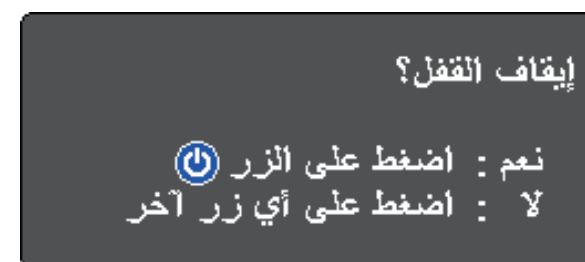 إيقاف القفل؟
نعم : اضغط على الزر
لا : اضغط على أي زر آخر